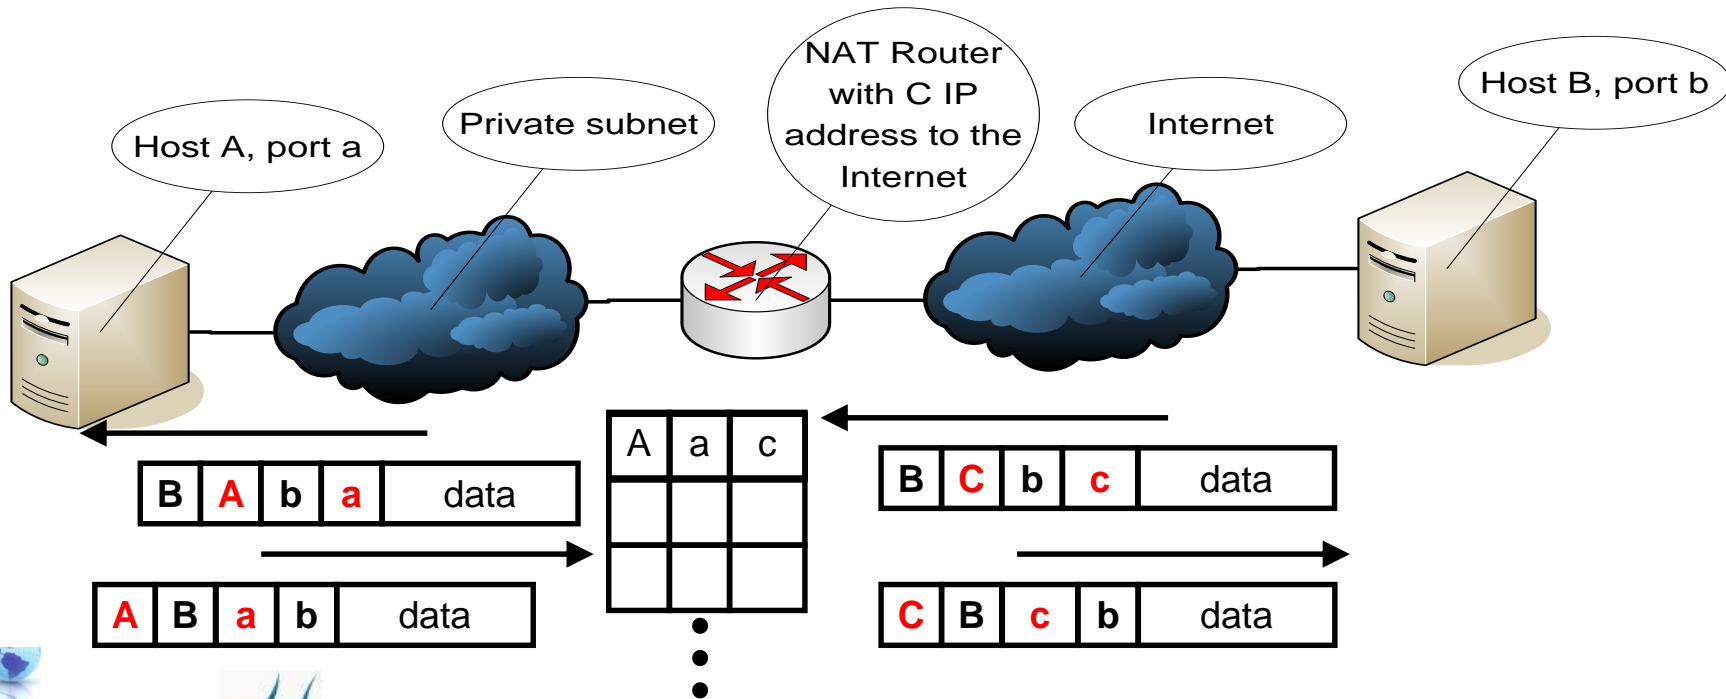 NAT Router
with C IP
address to the
Internet
Host B, port b
Private subnet
Internet
Host A, port a
A a c
B A b a data
B C b c data
A B a b data
C B c b data